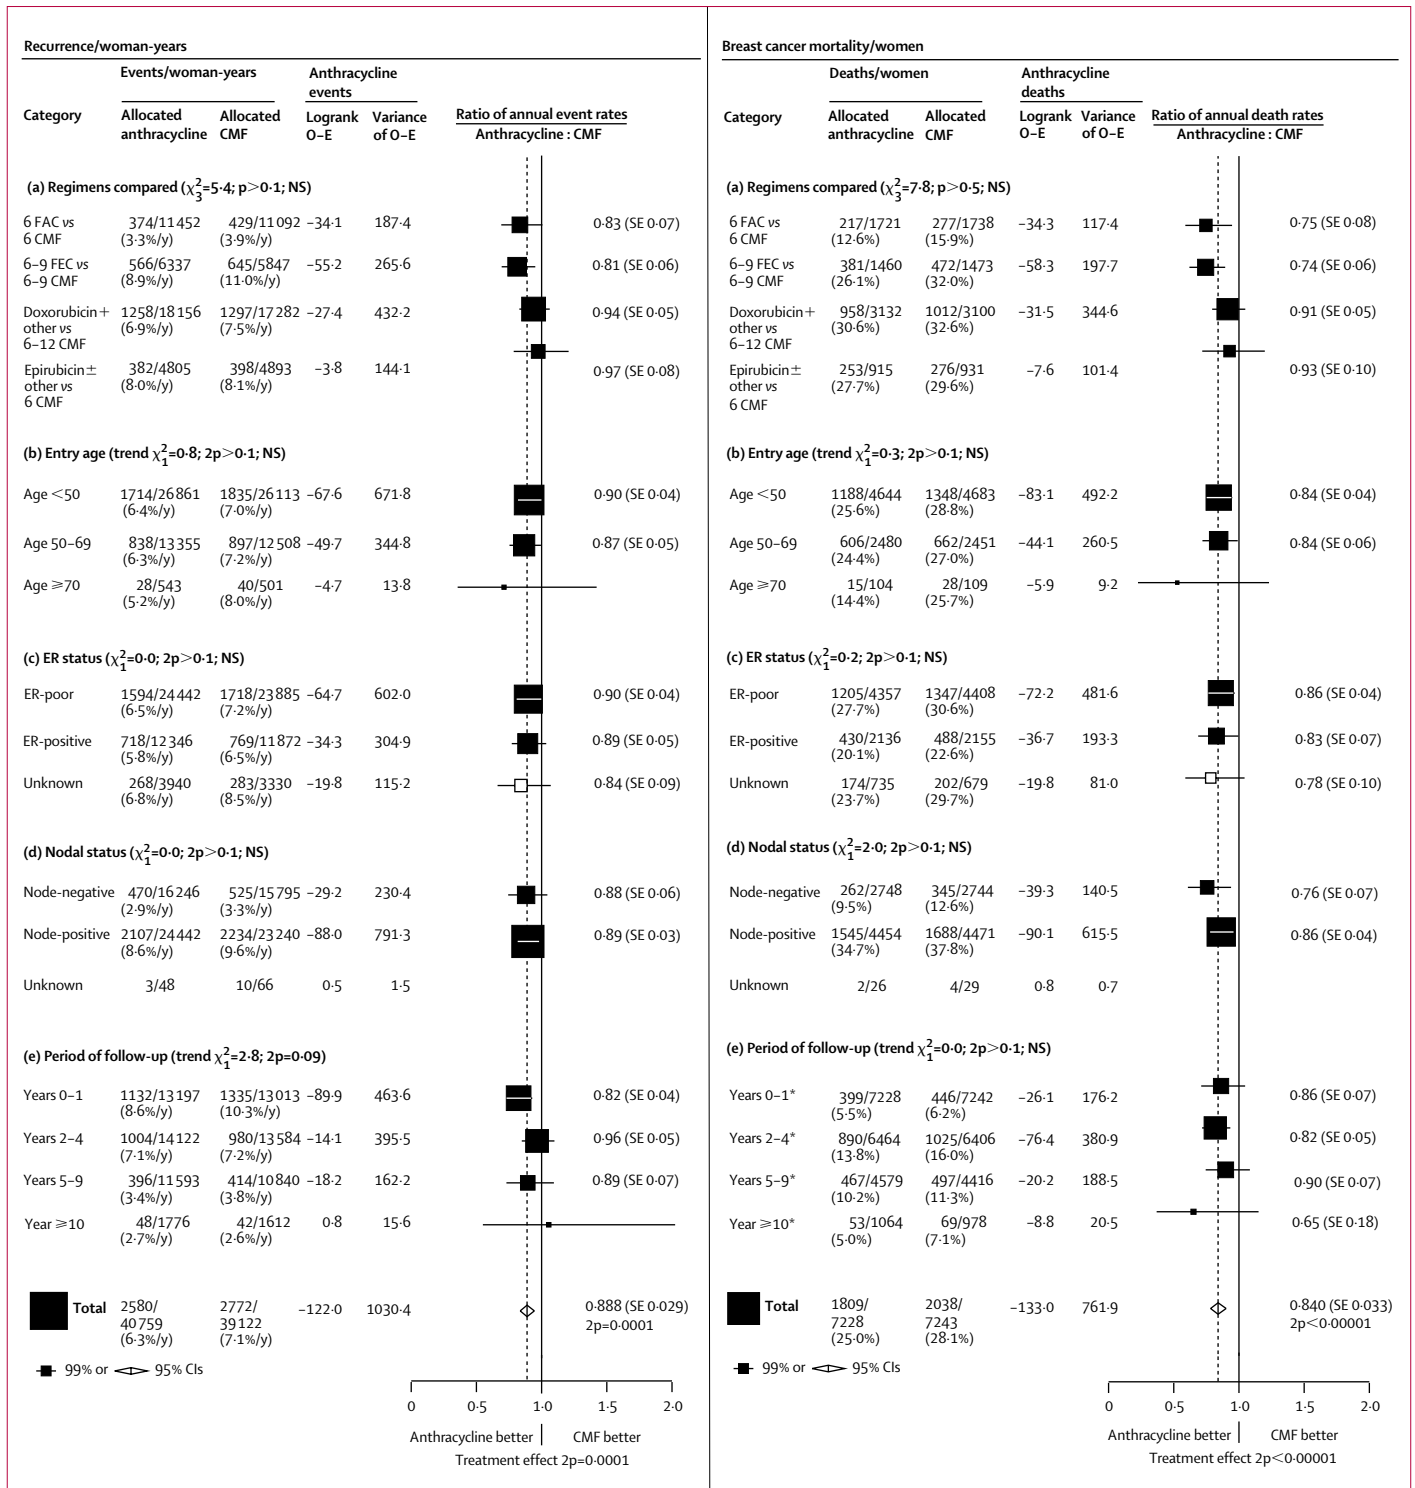 Recurrence/woman-years
Events/woman-years
Anthracycline events
Category
Allocated anthracycline
Allocated CMF
Logrank O–E
Variance of O–E
Ratio of annual event rates
Anthracycline : CMF
(a) Regimens compared (χ²₃=5·4; p>0·1; NS)
6 FAC vs 374/11 452 429/11 092 –34·1 187·4 0·83 (SE 0·07)
6 CMF (3·3%/y) (3·9%/y)
6–9 FEC vs 566/6337 645/5847 –55·2 265·6 0·81 (SE 0·06)
6–9 CMF (8·9%/y) (11·0%/y)
Doxorubicin+ 1258/18 156 1297/17 282 –27·4 432·2 0·94 (SE 0·05)
other vs (6·9%/y) (7·5%/y)
6–12 CMF
Epirubicin± 382/4805 398/4893 –3·8 144·1 0·97 (SE 0·08)
other vs (8·0%/y) (8·1%/y)
6 CMF
(b) Entry age (trend χ²₁=0·8; 2p>0·1; NS)
Age <50 1714/26 861 1835/26 113 –67·6 671·8 0·90 (SE 0·04)
(6·4%/y) (7·0%/y)
Age 50–69 838/13 355 897/12 508 –49·7 344·8 0·87 (SE 0·05)
(6·3%/y) (7·2%/y)
Age ⩾70 28/543 40/501 –4·7 13·8
(5·2%/y) (8·0%/y)
(c) ER status (χ²₁=0·0; 2p>0·1; NS)
ER-poor 1594/24 442 1718/23 885 –64·7 602·0 0·90 (SE 0·04)
(6·5%/y) (7·2%/y)
ER-positive 718/12 346 769/11 872 –34·3 304·9 0·89 (SE 0·05)
(5·8%/y) (6·5%/y)
Unknown 268/3940 283/3330 –19·8 115·2 0·84 (SE 0·09)
(6·8%/y) (8·5%/y)
(d) Nodal status (χ²₁=0·0; 2p>0·1; NS)
Node-negative 470/16 246 525/15 795 –29·2 230·4 0·88 (SE 0·06)
(2·9%/y) (3·3%/y)
Node-positive 2107/24 442 2234/23 240 –88·0 791·3 0·89 (SE 0·03)
(8·6%/y) (9·6%/y)
Unknown 3/48 10/66 0·5 1·5
(e) Period of follow-up (trend χ²₁=2·8; 2p=0·09)
Years 0–1 1132/13 197 1335/13 013 –89·9 463·6 0·82 (SE 0·04)
(8·6%/y) (10·3%/y)
Years 2–4 1004/14 122 980/13 584 –14·1 395·5 0·96 (SE 0·05)
(7·1%/y) (7·2%/y)
Years 5–9 396/11 593 414/10 840 –18·2 162·2 0·89 (SE 0·07)
(3·4%/y) (3·8%/y)
Year ⩾10 48/1776 42/1612 0·8 15·6
(2·7%/y) (2·6%/y)
Total 2580/ 2772/ –122·0 1030·4 0·888 (SE 0·029)
40 759 39 122 2p=0·0001
(6·3%/y) (7·1%/y)
99% or 95% CIs
0 0·5 1·0 1·5 2·0
Anthracycline better CMF better
Treatment effect 2p=0·0001
Breast cancer mortality/women
Deaths/women
Anthracycline deaths
Category
Allocated anthracycline
Allocated CMF
Logrank O–E
Variance of O–E
Ratio of annual death rates
Anthracycline : CMF
(a) Regimens compared (χ²₃=7·8; p>0·5; NS)
6 FAC vs 217/1721 277/1738 –34·3 117·4 0·75 (SE 0·08)
6 CMF (12·6%) (15·9%)
6–9 FEC vs 381/1460 472/1473 –58·3 197·7 0·74 (SE 0·06)
6–9 CMF (26·1%) (32·0%)
Doxorubicin+ 958/3132 1012/3100 –31·5 344·6 0·91 (SE 0·05)
other vs (30·6%) (32·6%)
6–12 CMF
Epirubicin± 253/915 276/931 –7·6 101·4 0·93 (SE 0·10)
other vs (27·7%) (29·6%)
6 CMF
(b) Entry age (trend χ²₁=0·3; 2p>0·1; NS)
Age <50 1188/4644 1348/4683 –83·1 492·2 0·84 (SE 0·04)
(25·6%) (28·8%)
Age 50–69 606/2480 662/2451 –44·1 260·5 0·84 (SE 0·06)
(24·4%) (27·0%)
Age ⩾70 15/104 28/109 –5·9 9·2
(14·4%) (25·7%)
(c) ER status (χ²₁=0·2; 2p>0·1; NS)
ER-poor 1205/4357 1347/4408 –72·2 481·6 0·86 (SE 0·04)
(27·7%) (30·6%)
ER-positive 430/2136 488/2155 –36·7 193·3 0·83 (SE 0·07)
(20·1%) (22·6%)
Unknown 174/735 202/679 –19·8 81·0 0·78 (SE 0·10)
(23·7%) (29·7%)
(d) Nodal status (χ²₁=2·0; 2p>0·1; NS)
Node-negative 262/2748 345/2744 –39·3 140·5 0·76 (SE 0·07)
(9·5%) (12·6%)
Node-positive 1545/4454 1688/4471 –90·1 615·5 0·86 (SE 0·04)
(34·7%) (37·8%)
Unknown 2/26 4/29 0·8 0·7
(e) Period of follow-up (trend χ²₁=0·0; 2p>0·1; NS)
Years 0–1* 399/7228 446/7242 –26·1 176·2 0·86 (SE 0·07)
(5·5%) (6·2%)
Years 2–4* 890/6464 1025/6406 –76·4 380·9 0·82 (SE 0·05)
(13·8%) (16·0%)
Years 5–9* 467/4579 497/4416 –20·2 188·5 0·90 (SE 0·07)
(10·2%) (11·3%)
Year ⩾10* 53/1064 69/978 –8·8 20·5 0·65 (SE 0·18)
(5·0%) (7·1%)
Total 1809/ 2038/ –133·0 761·9 0·840 (SE 0·033)
7228 7243 2p<0·00001
(25·0%) (28·1%)
99% or 95% CIs
0 0·5 1·0 1·5 2·0
Anthracycline better CMF better
Treatment effect 2p<0·00001